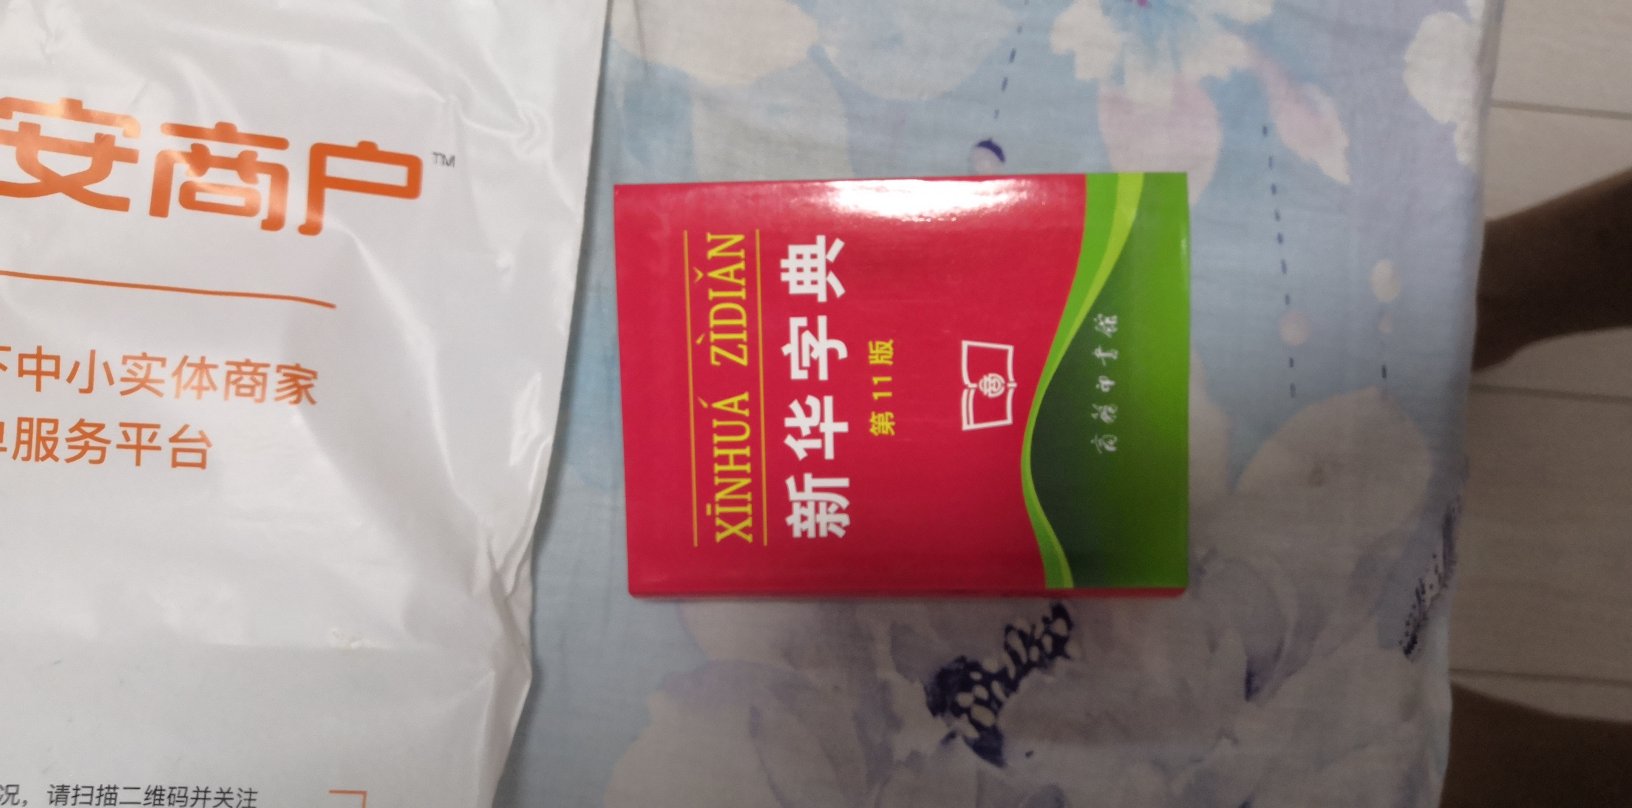 安商户™
中小实体商家
服务平台
况，请扫描二维码并关注
XĪNHUÁ ZÌDIǍN
新华字典
第11版
商务印书馆